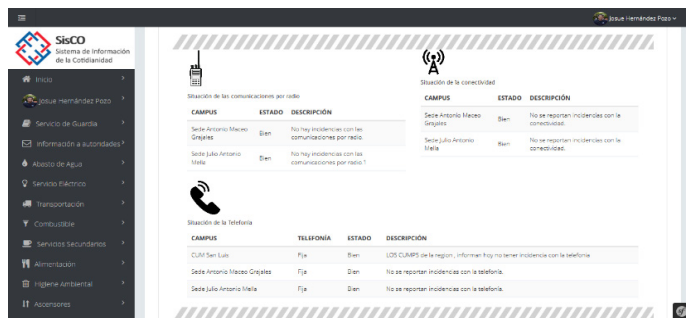 Josue Hernández Pozo
SisCO
Sistema de Información
de la Cotidianidad
Inicio
Josue Hernández Pozo
Servicio de Guardia
Información a autoridades
Abasto de Agua
Servicio Eléctrico
Transportación
Combustible
Servicios Secundarios
Alimentación
Higiene Ambiental
Ascensores
Situación de las comunicaciones por radio
CAMPUS ESTADO DESCRIPCIÓN
Sede Antonio Maceo Bien No hay incidencias con las
Grajales comunicaciones por radio
Sede Julio Antonio Bien No hay incidencias con las
Mella comunicaciones por radio 1
Situación de la conectividad
CAMPUS ESTADO DESCRIPCIÓN
Sede Antonio Maceo Bien No se reportan incidencias con la
Grajales conectividad.
Sede Julio Antonio Bien No se reportan incidencias con la
Mella conectividad.
Situación de la Telefonía
CAMPUS TELEFONÍA ESTADO DESCRIPCIÓN
CUM San Luis Fija Bien LOS CUMPS de la region , informan hoy no tener incidencia con la telefonía
Sede Antonio Maceo Grajales Fija Bien No se reportan incidencias con la telefonía.
Sede Julio Antonio Mella Fija Bien No se reportan incidencias con la telefonía.
sf